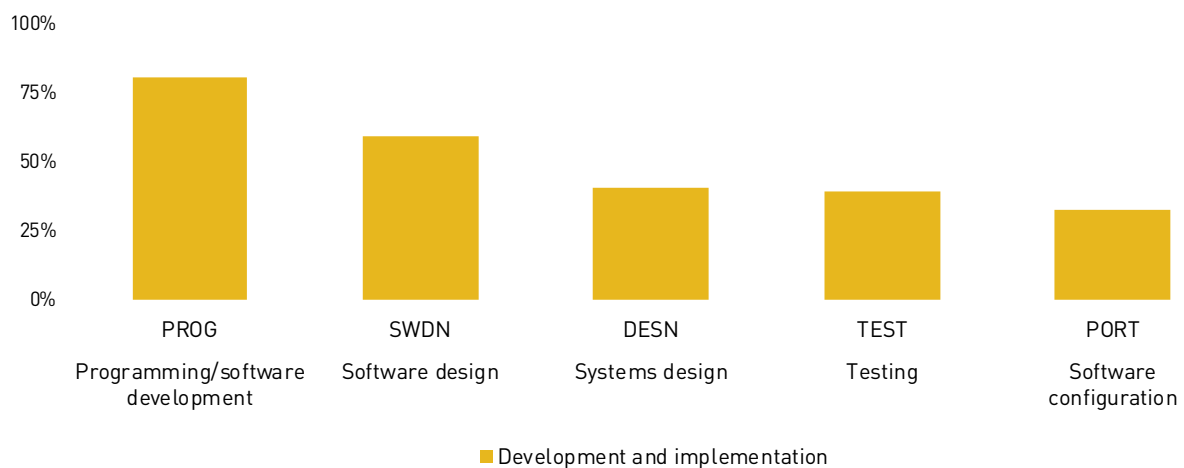 100%
75%
50%
25%
0%
PROG
SWDN
DESN
TEST
PORT
Programming/software
development
Software design
Systems design
Testing
Software
configuration
Development and implementation